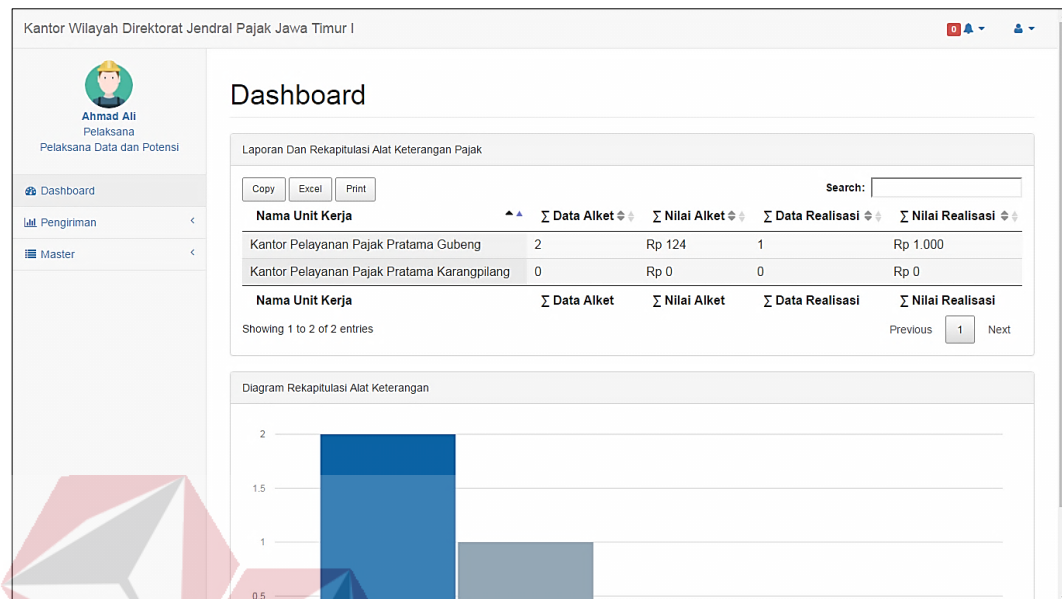 Kantor Wilayah Direktorat Jendral Pajak Jawa Timur I
0
Ahmad Ali
Pelaksana
Pelaksana Data dan Potensi
Dashboard
Pengiriman
Master
Dashboard
Laporan Dan Rekapitulasi Alat Keterangan Pajak
Copy Excel Print Search:
Nama Unit Kerja ∑ Data Alket ∑ Nilai Alket ∑ Data Realisasi ∑ Nilai Realisasi
Kantor Pelayanan Pajak Pratama Gubeng 2 Rp 124 1 Rp 1.000
Kantor Pelayanan Pajak Pratama Karangpilang 0 Rp 0 0 Rp 0
Nama Unit Kerja ∑ Data Alket ∑ Nilai Alket ∑ Data Realisasi ∑ Nilai Realisasi
Showing 1 to 2 of 2 entries Previous 1 Next
Diagram Rekapitulasi Alat Keterangan
2
1.5
1
0.5